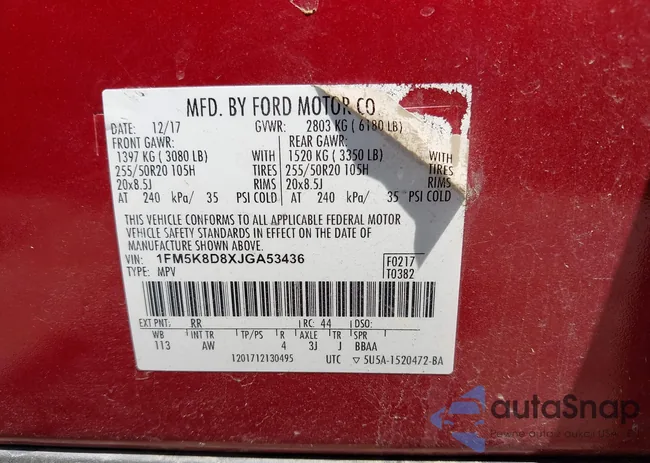 MFD. BY FORD MOTOR CO
DATE: 12/17 GVWR: 2803 KG ( 6180 LB)
FRONT GAWR: REAR GAWR:
1397 KG ( 3080 LB) WITH 1520 KG ( 3350 LB) WITH
255/50R20 105H TIRES 255/50R20 105H TIRES
20x8.5J RIMS 20x8.5J RIMS
AT 240 kPa/ 35 PSI COLD AT 240 kPa/ 35 PSI COLD
THIS VEHICLE CONFORMS TO ALL APPLICABLE FEDERAL MOTOR
VEHICLE SAFETY STANDARDS IN EFFECT ON THE DATE OF
MANUFACTURE SHOWN ABOVE.
VIN: 1FM5K8D8XJGA53436 F0217
TYPE: MPV T0382
EXT PNT: RR RC: 44 DSO:
WB INT TR TP/PS R AXLE TR SPR
113 AW 4 3J J BBAA
1201712130495 UTC ▽ 5U5A-1520472-BA
autaSnap
Pewne auto z aukcji USA